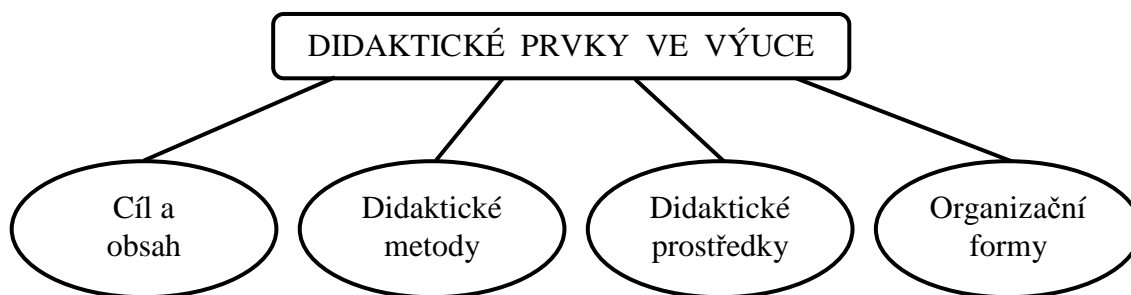 DIDAKTICKÉ PRVKY VE VÝUCE
Cíl a
obsah
Didaktické
metody
Didaktické
prostředky
Organizační
formy